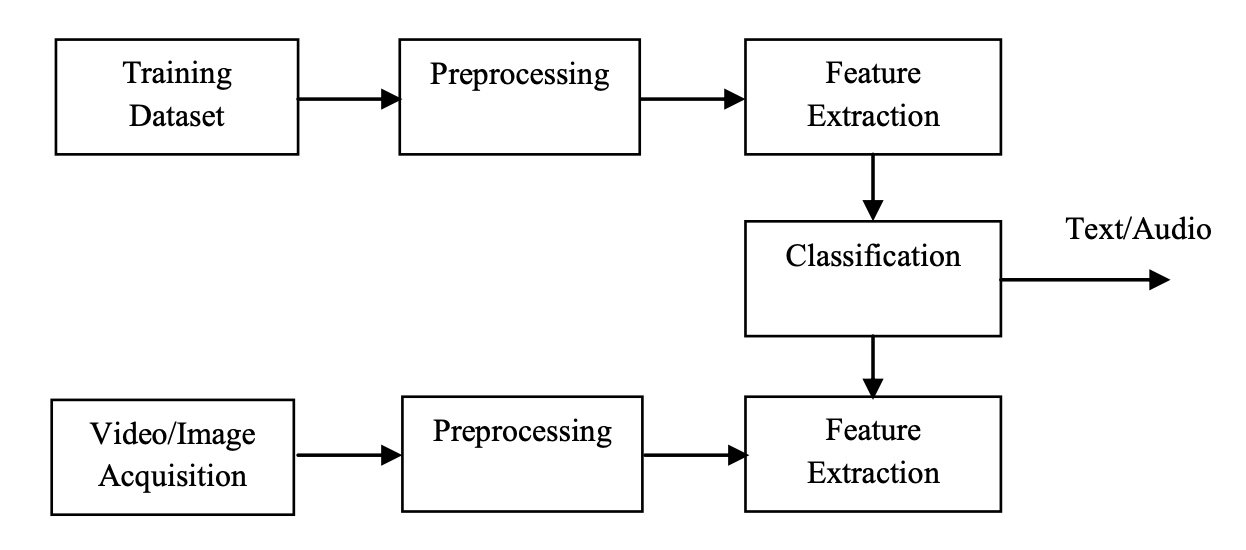 Training
Dataset
Preprocessing
Feature
Extraction
Classification
Text/Audio
Video/Image
Acquisition
Preprocessing
Feature
Extraction